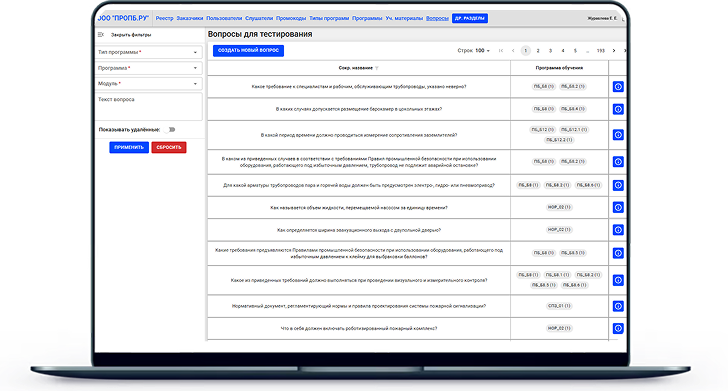 ООО "ПРОПБ.РУ" Реестр Заказчики Пользователи Слушатели Промокоды Типы программ Программы Уч. материалы Вопросы ДР. РАЗДЕЛЫ Журавлева Е. Е.
Закрыть фильтры
Тип программы *
Программа *
Модуль *
Текст вопроса
Показывать удалённые:
ПРИМЕНИТЬ СБРОСИТЬ
Вопросы для тестирования
СОЗДАТЬ НОВЫЙ ВОПРОС
Строк: 100 1 2 3 4 5 ... 193
Сокр. название Программа обучения
Какое требование к специалистам и рабочим, обслуживающим трубопроводы, указано неверно? ПБ_Б8 (1) ПБ_Б8.2 (1)
В каких случаях допускается размещение барокамер в цокольных этажах? ПБ_Б8 (1) ПБ_Б8.4 (1)
В какой период времени должно проводиться измерение сопротивления заземлителей? ПБ_Б12 (1) ПБ_Б12.1 (1)
ПБ_Б12.2 (1)
В каком из приведенных случаев в соответствии с требованиями Правил промышленной безопасности при использовании
оборудования, работающего под избыточным давлением, трубопровод не подлежит аварийной остановке? ПБ_Б8 (1) ПБ_Б8.2 (1)
Для какой арматуры трубопроводов пара и горячей воды должен быть предусмотрен электро-, гидро- или пневмопривод? ПБ_Б8 (1) ПБ_Б8.2 (1) ПБ_Б8.6 (1)
Как называется объем жидкости, перемещаемой насосом за единицу времени? НОР_02 (1)
Как определяется ширина эвакуационного выхода с двупольной дверью? НОР_02 (1)
Какие требования предъявляются Правилами промышленной безопасности при использовании оборудования, работающего под
избыточным давлением к клейму для выбраковки баллонов? ПБ_Б8 (1) ПБ_Б8.3 (1)
Какое из приведенных требований должно выполняться при проведении визуального и измерительного контроля? ПБ_Б8 (1) ПБ_Б8.1 (1) ПБ_Б8.2 (1)
ПБ_Б8.5 (1) ПБ_Б8.6 (1)
Нормативный документ, регламентирующий нормы и правила проектирования системы пожарной сигнализации? СПЗ_01 (1)
Что в себя должен включать роботизированный пожарный комплекс? НОР_02 (1)